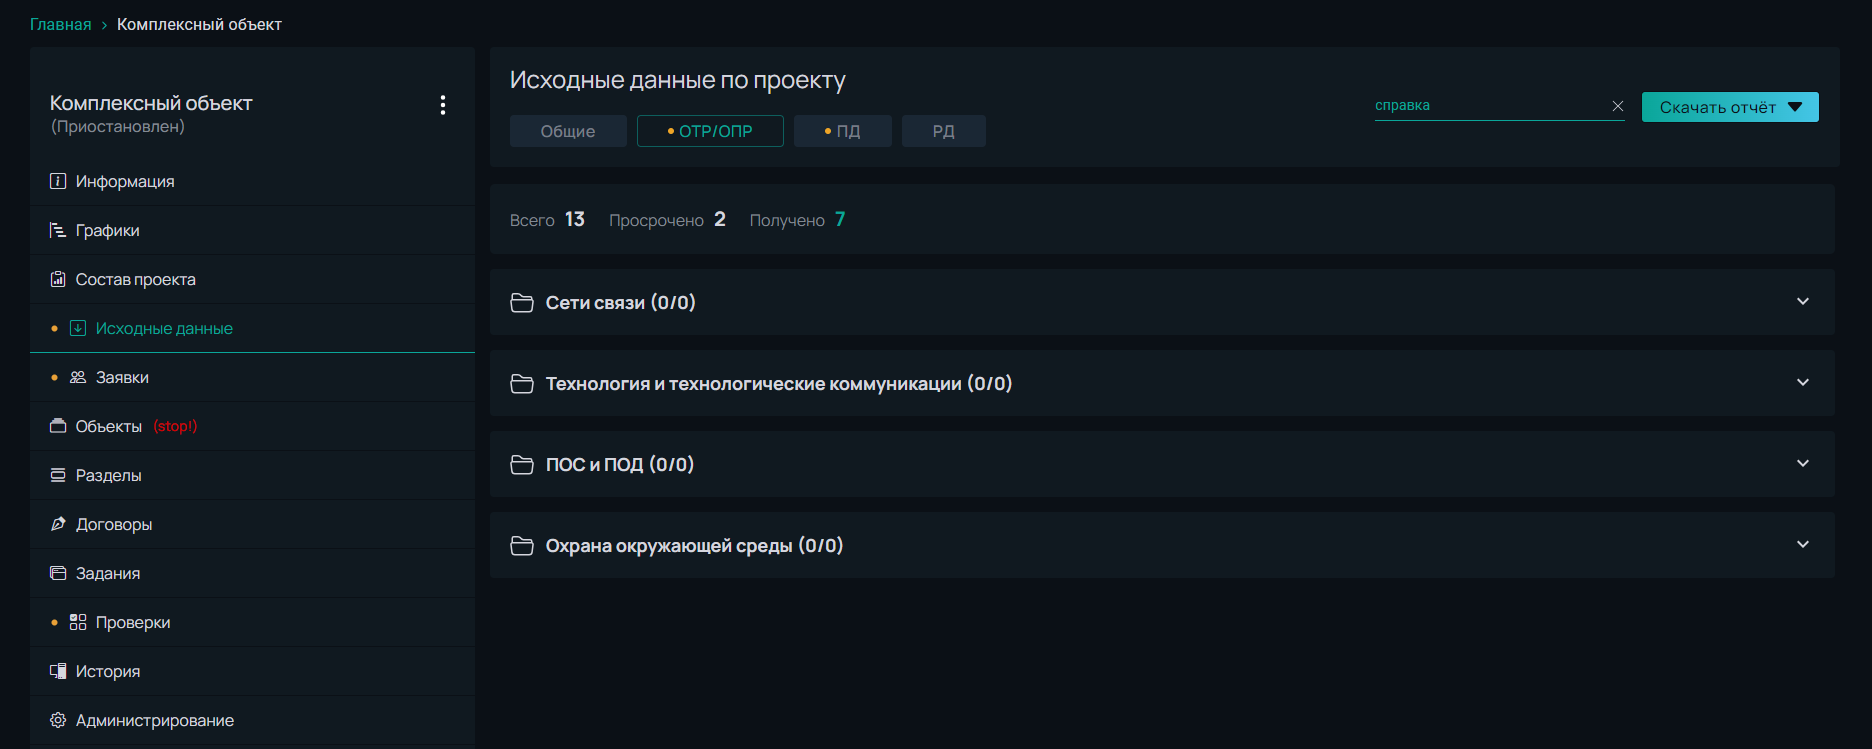 Главная › Комплексный объект
Комплексный объект
(Приостановлен)
Информация
Графики
Состав проекта
Исходные данные
Заявки
Объекты (stop!)
Разделы
Договоры
Задания
Проверки
История
Администрирование
Исходные данные по проекту
Общие
ОТР/ОПР
ПД
РД
справка
Скачать отчёт
Всего 13 Просрочено 2 Получено 7
Сети связи (0/0)
Технология и технологические коммуникации (0/0)
ПОС и ПОД (0/0)
Охрана окружающей среды (0/0)